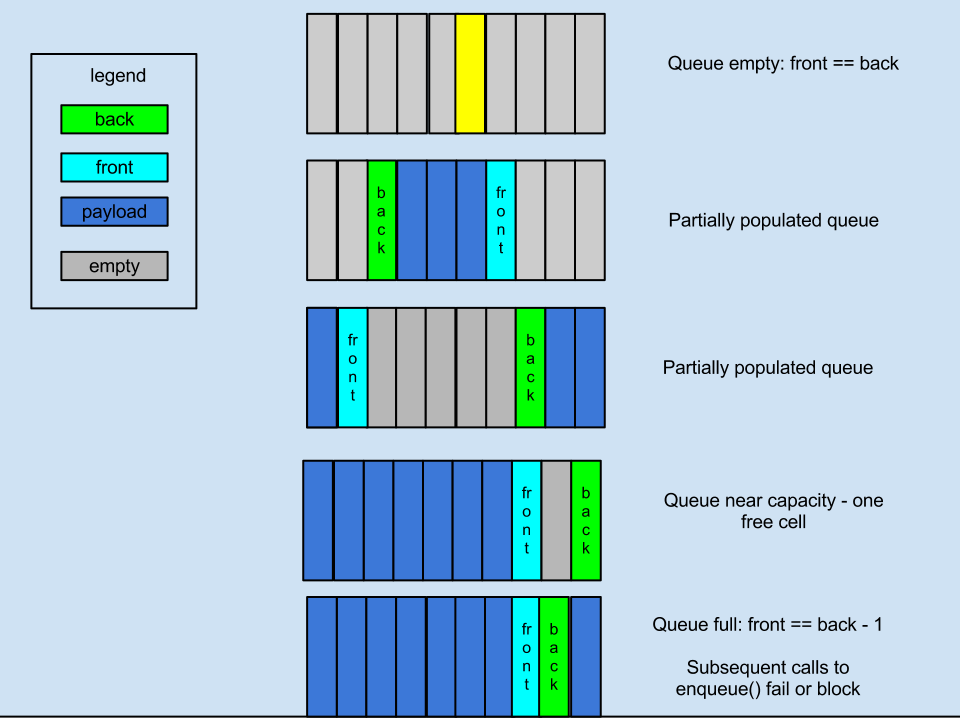 legend
back
front
payload
empty
Queue empty: front == back
back
front
Partially populated queue
front
back
Partially populated queue
front
back
Queue near capacity - one
free cell
front
back
Queue full: front == back - 1
Subsequent calls to
enqueue() fail or block